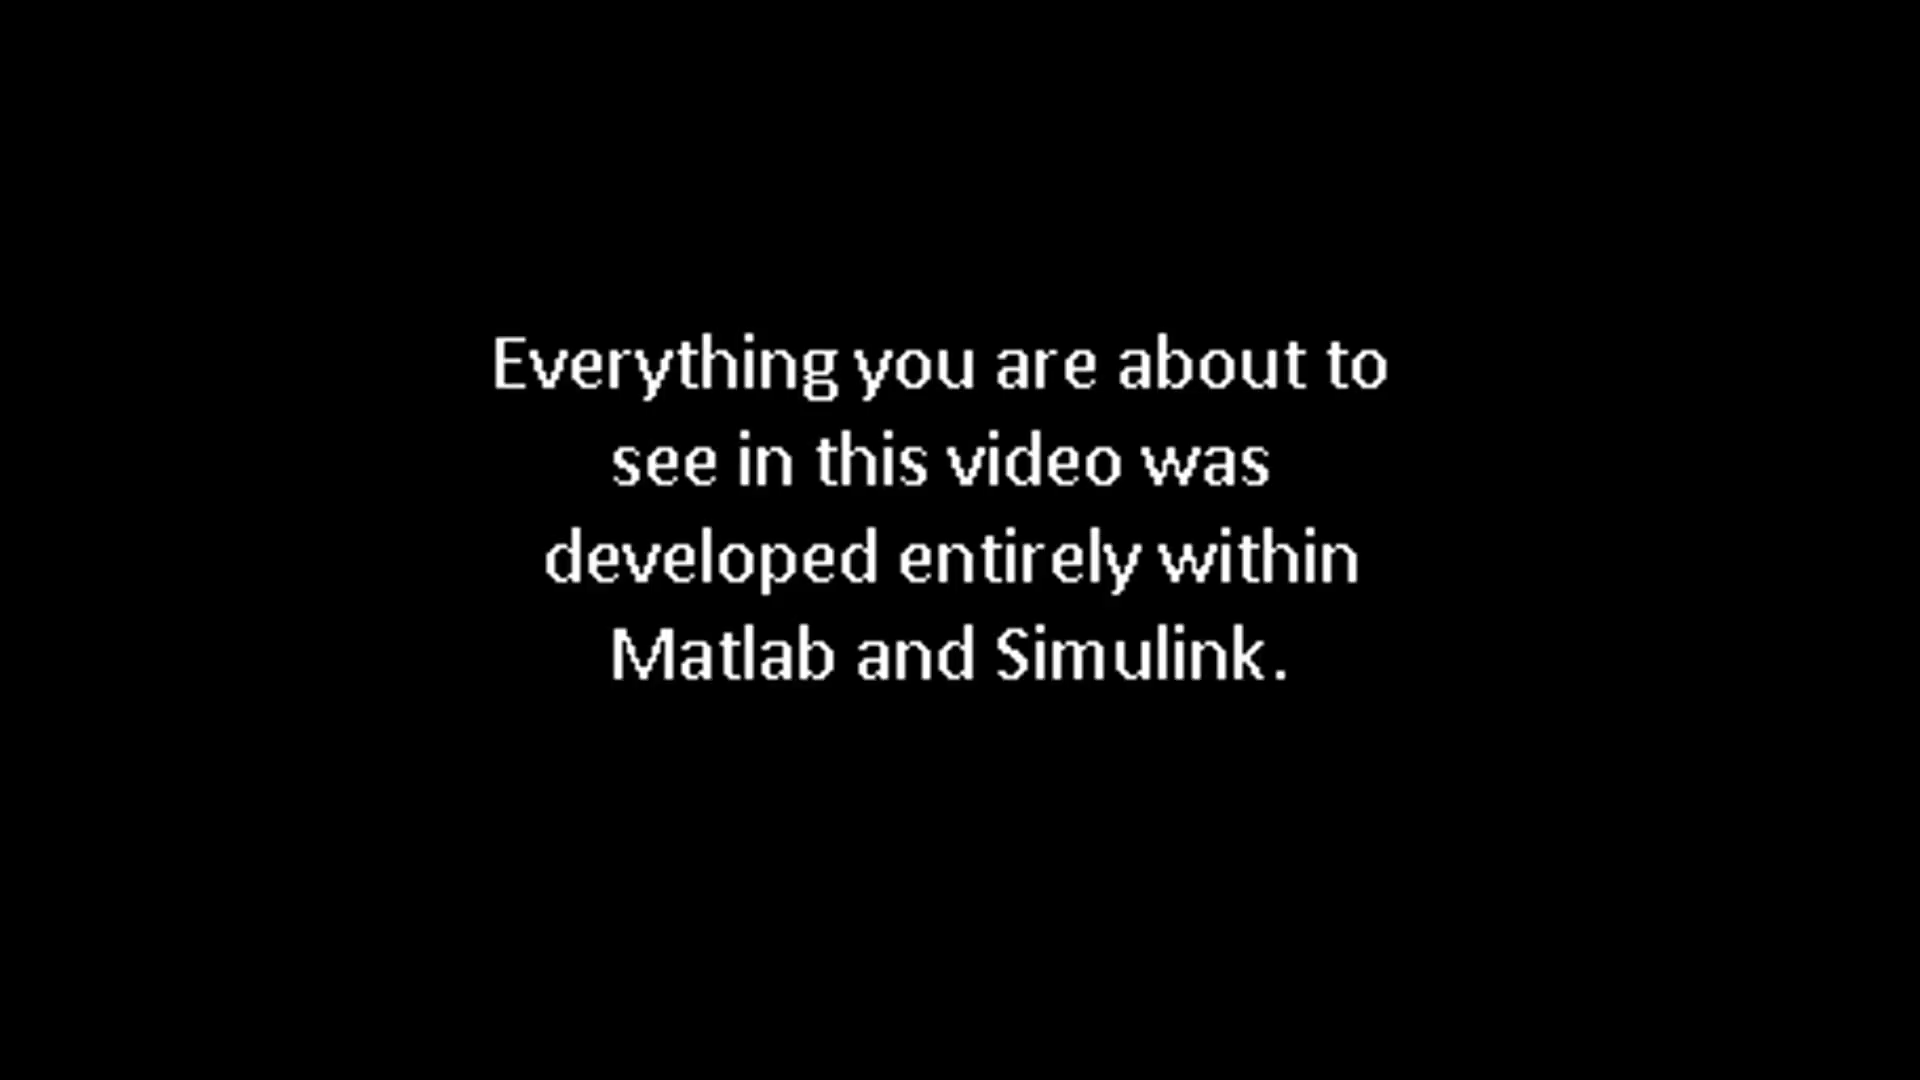 Everything you are about to
see in this video was
developed entirely within
Matlab and Simulink.